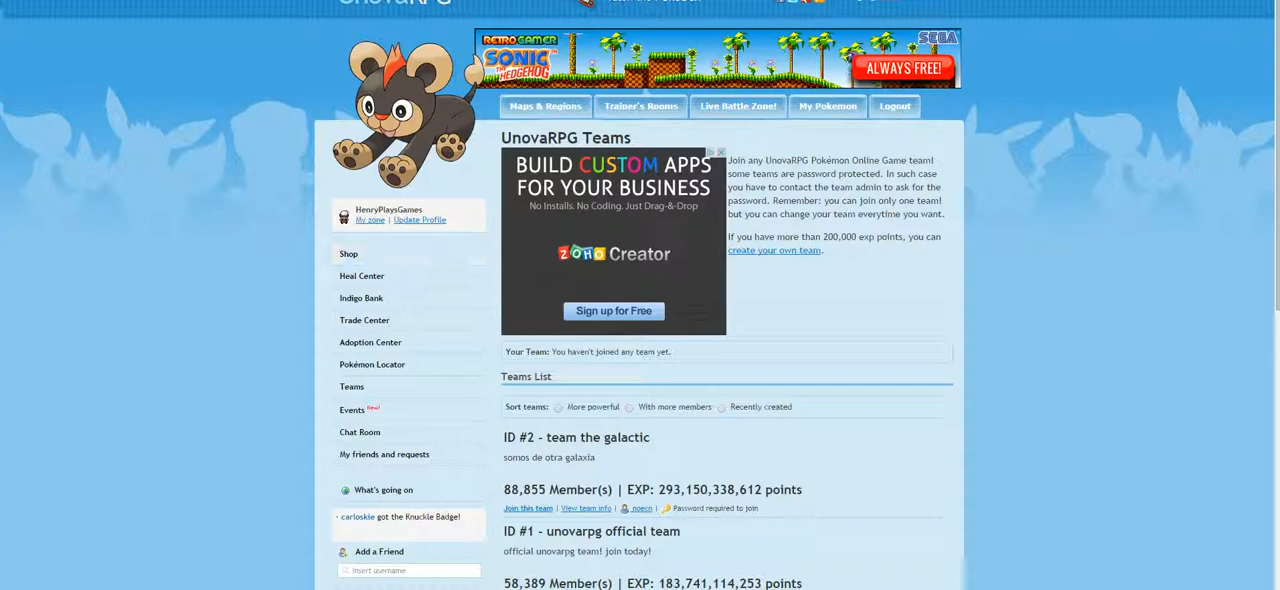 UnovaRPG
RETRO GAMER
SONIC
THE HEDGEHOG
SEGA
ALWAYS FREE!
Maps & Regions
Trainer's Rooms
Live Battle Zone!
My Pokemon
Logout
UnovaRPG Teams
BUILD CUSTOM APPS
FOR YOUR BUSINESS
No Installs. No Coding. Just Drag-&-Drop
ZOHO Creator
Sign up for Free
Join any UnovaRPG Pokémon Online Game team!
some teams are password protected. In such case
you have to contact the team admin to ask for the
password. Remember: you can join only one team!
but you can change your team everytime you want.
If you have more than 200,000 exp points, you can
create your own team.
HenryPlaysGames
My zone | Update Profile
Shop
Heal Center
Indigo Bank
Trade Center
Adoption Center
Pokémon Locator
Teams
Events New!
Chat Room
My friends and requests
What's going on
· carloskie got the Knuckle Badge!
Add a Friend
Insert username
Your Team: You haven't joined any team yet.
Teams List
Sort teams: More powerful With more members Recently created
ID #2 - team the galactic
somos de otra galaxia
88,855 Member(s) | EXP: 293,150,338,612 points
Join this team | View team info | noecn | Password required to join
ID #1 - unovarpg official team
official unovarpg team! join today!
58,389 Member(s) | EXP: 183,741,114,253 points